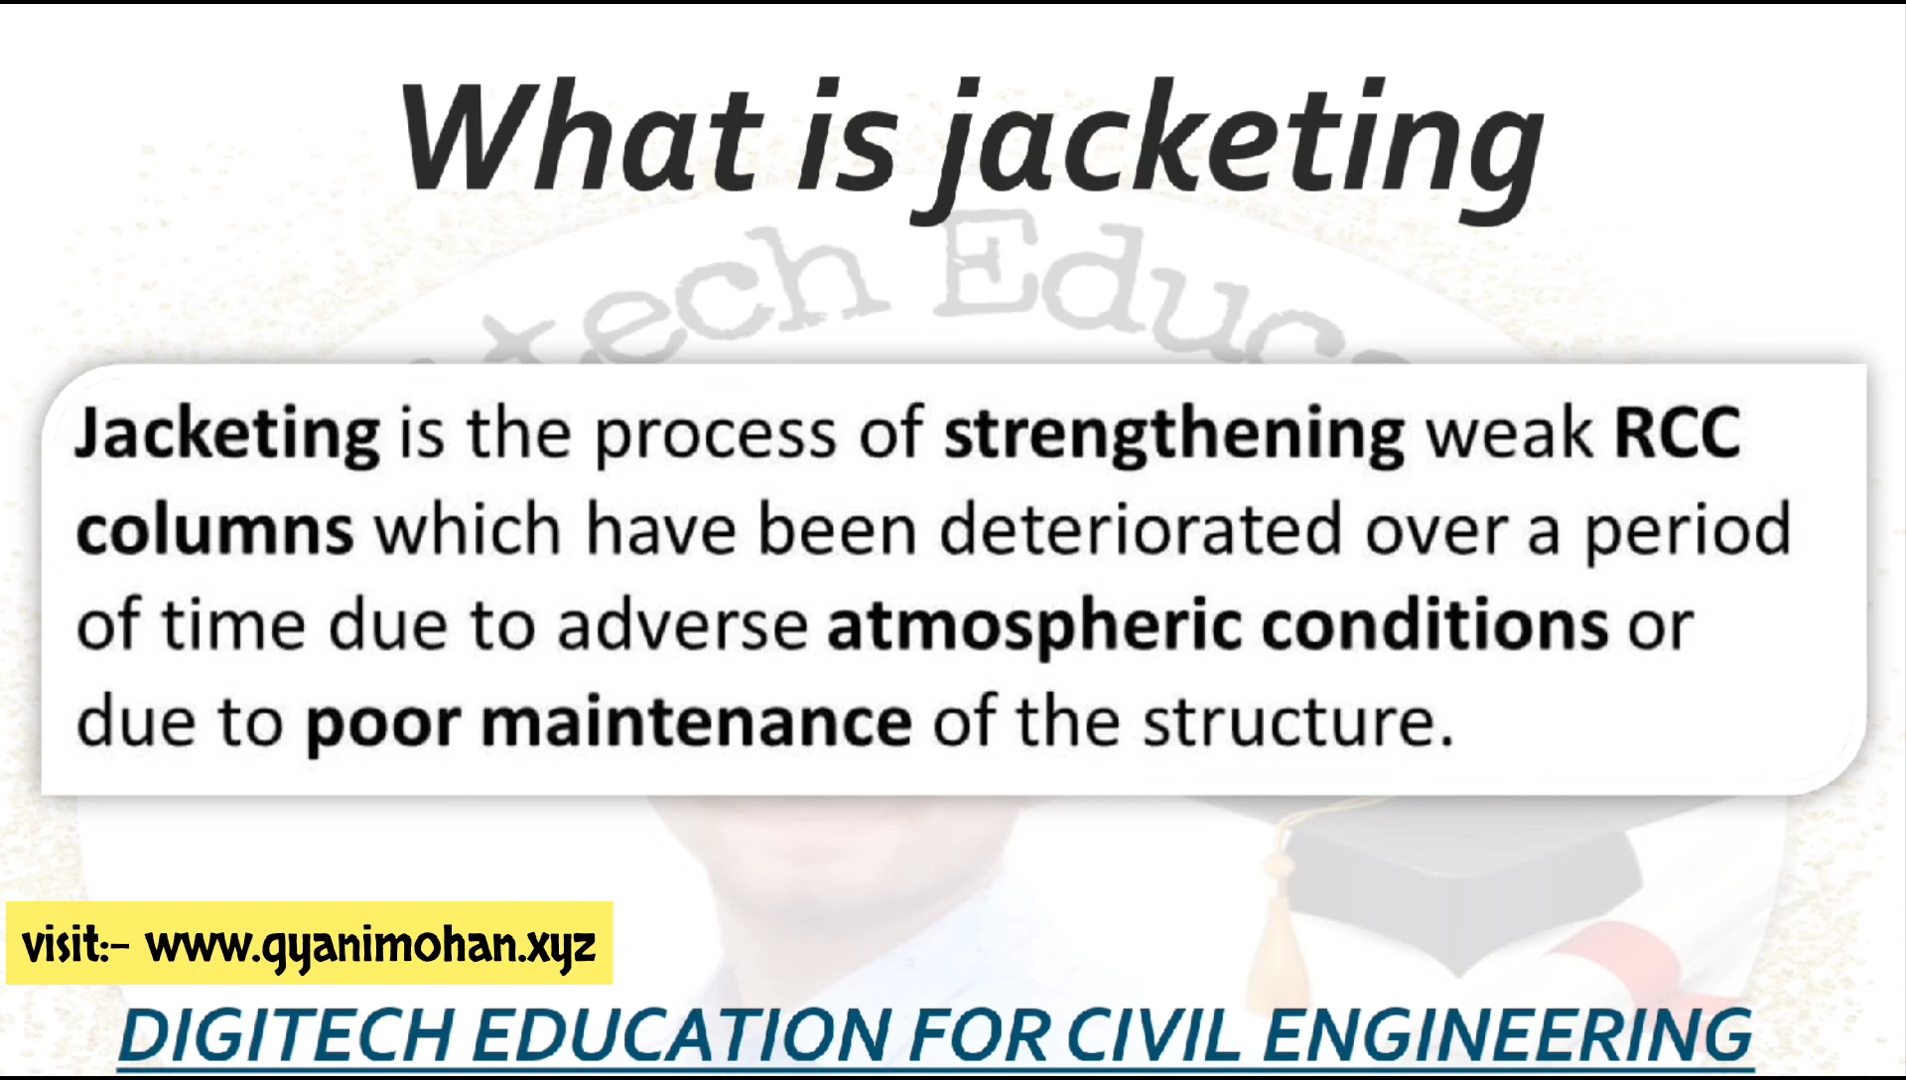 What is jacketing
tech Educ
Jacketing is the process of strengthening weak RCC
columns which have been deteriorated over a period
of time due to adverse atmospheric conditions or
due to poor maintenance of the structure.
visit:- www.gyanimohan.xyz
DIGITECH EDUCATION FOR CIVIL ENGINEERING